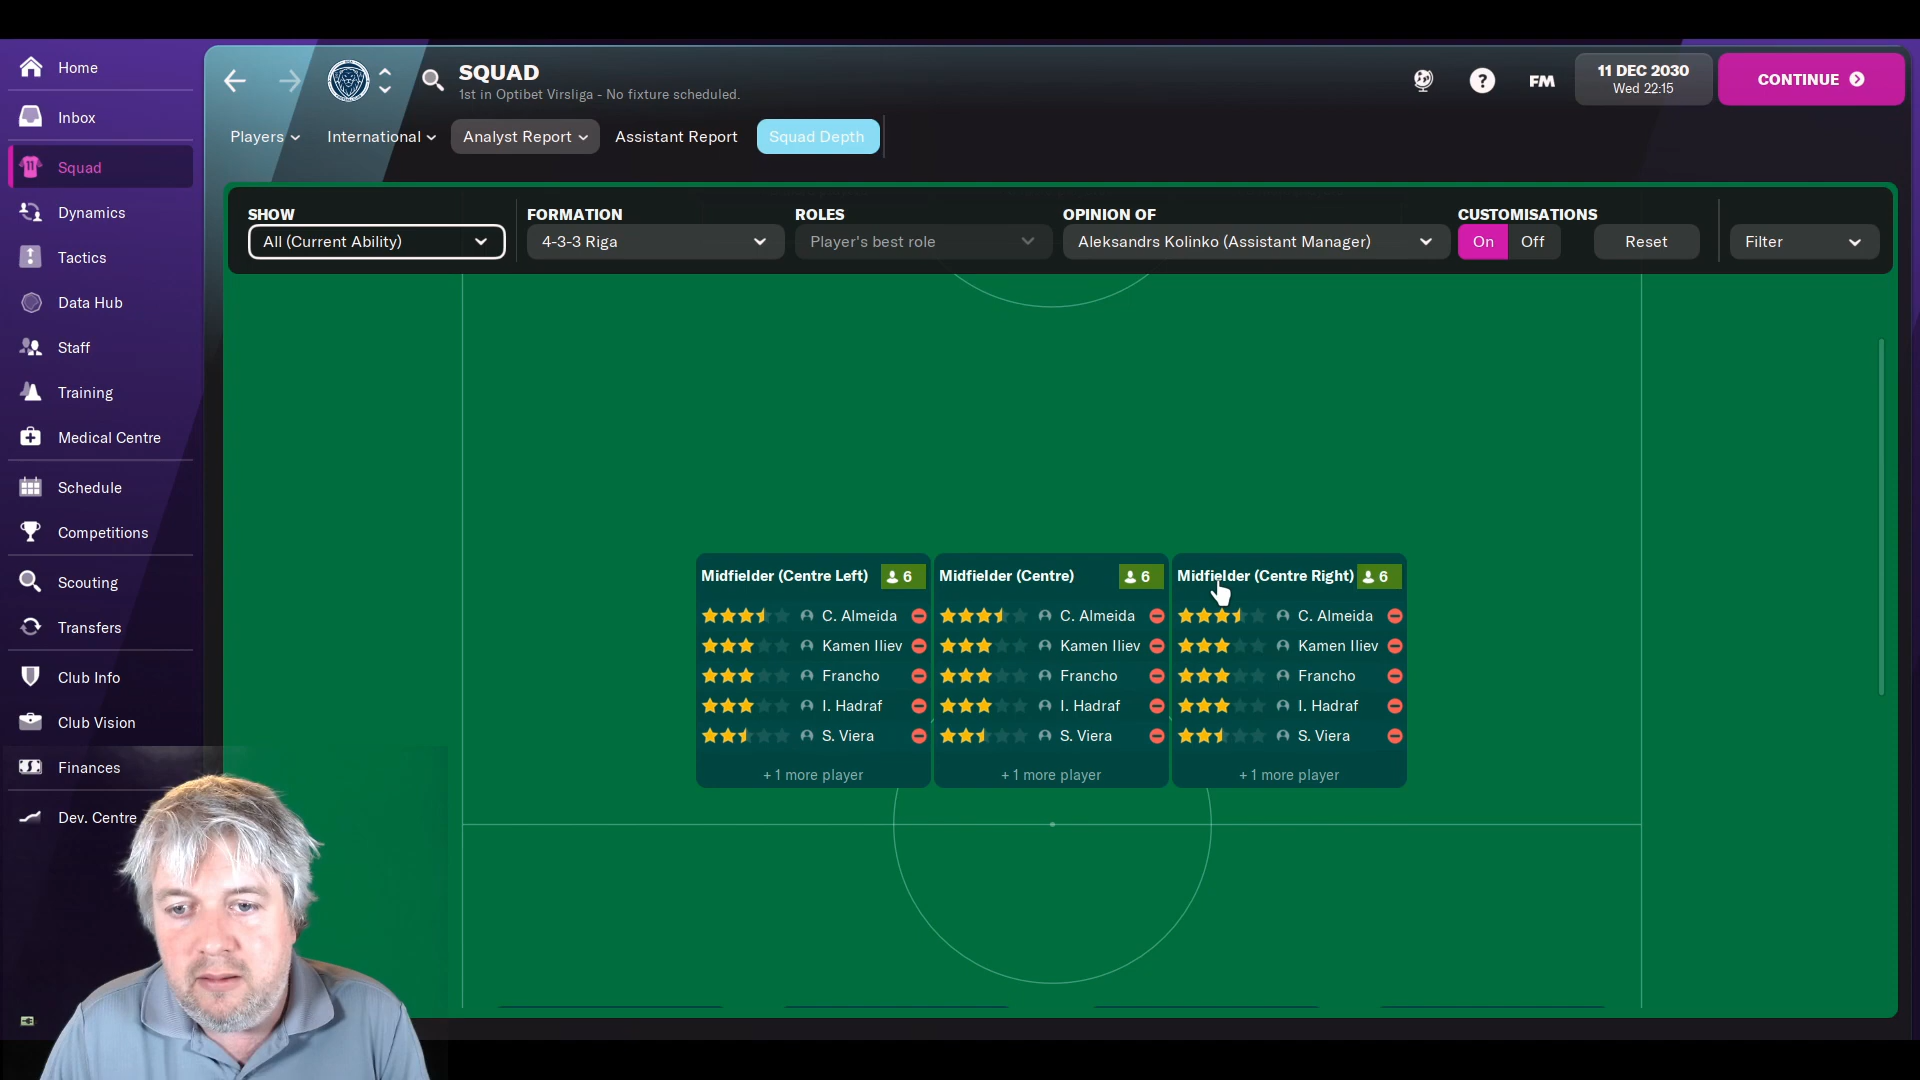 Home
Inbox
Squad
Dynamics
Tactics
Data Hub
Staff
Training
Medical Centre
Schedule
Competitions
Scouting
Transfers
Club Info
Club Vision
Finances
Dev. Centre
SQUAD
1st in Optibet Virsliga - No fixture scheduled.
FM
11 DEC 2030
Wed 22:15
CONTINUE
Players
International
Analyst Report
Assistant Report
Squad Depth
SHOW
All (Current Ability)
FORMATION
4-3-3 Riga
ROLES
Player's best role
OPINION OF
Aleksandrs Kolinko (Assistant Manager)
CUSTOMISATIONS
On Off
Reset
Filter
Midfielder (Centre Left) 6
C. Almeida
Kamen Iliev
Francho
I. Hadraf
S. Viera
+ 1 more player
Midfielder (Centre) 6
C. Almeida
Kamen Iliev
Francho
I. Hadraf
S. Viera
+ 1 more player
Midfielder (Centre Right) 6
C. Almeida
Kamen Iliev
Francho
I. Hadraf
S. Viera
+ 1 more player